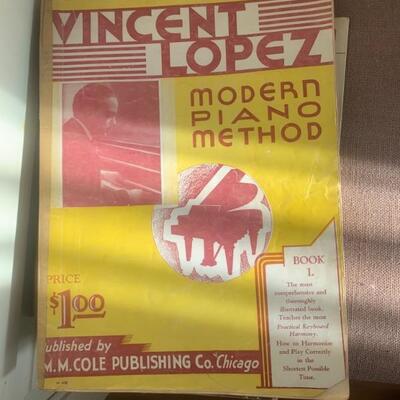 VINCENT
LOPEZ
MODERN
PIANO
METHOD
PRICE
$1.00
Published by
M.M. COLE PUBLISHING Co. Chicago
BOOK
1.
The most
comprehensive and
thoroughly
illustrated book.
Teaches the most
Practical Keyboard
Harmony.
How to Harmonize
and Play Correctly
in the
Shortest Possible
Time.